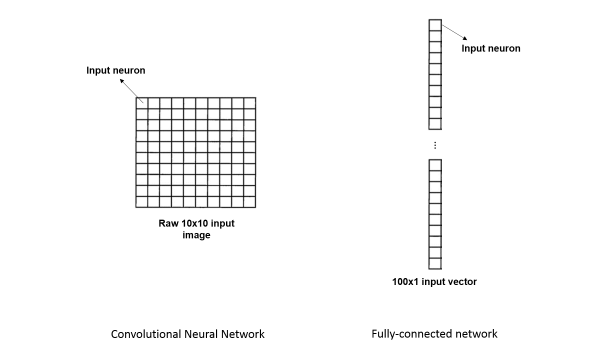 Input neuron
Raw 10x10 input
image
Convolutional Neural Network
Input neuron
⋮
100x1 input vector
Fully-connected network